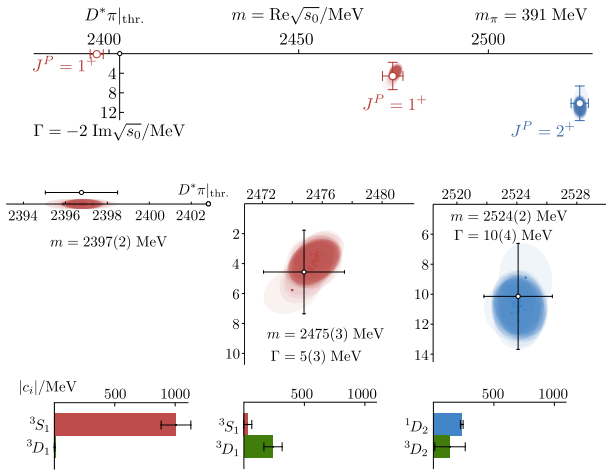 D*π|thr. m = Re√s₀/MeV mπ = 391 MeV
2400 2450 2500
Jᴾ = 1⁺
4
8
12
Jᴾ = 1⁺
Jᴾ = 2⁺
Γ = −2 Im√s₀/MeV
D*π|thr.
2394 2396 2398 2400 2402
m = 2397(2) MeV
2472 2476 2480
2
4
6
8
10
m = 2475(3) MeV
Γ = 5(3) MeV
2520 2524 2528
m = 2524(2) MeV
Γ = 10(4) MeV
6
8
10
12
14
|cᵢ|/MeV 500 1000
³S₁
³D₁
500 1000
³S₁
³D₁
500 1000
¹D₂
³D₂